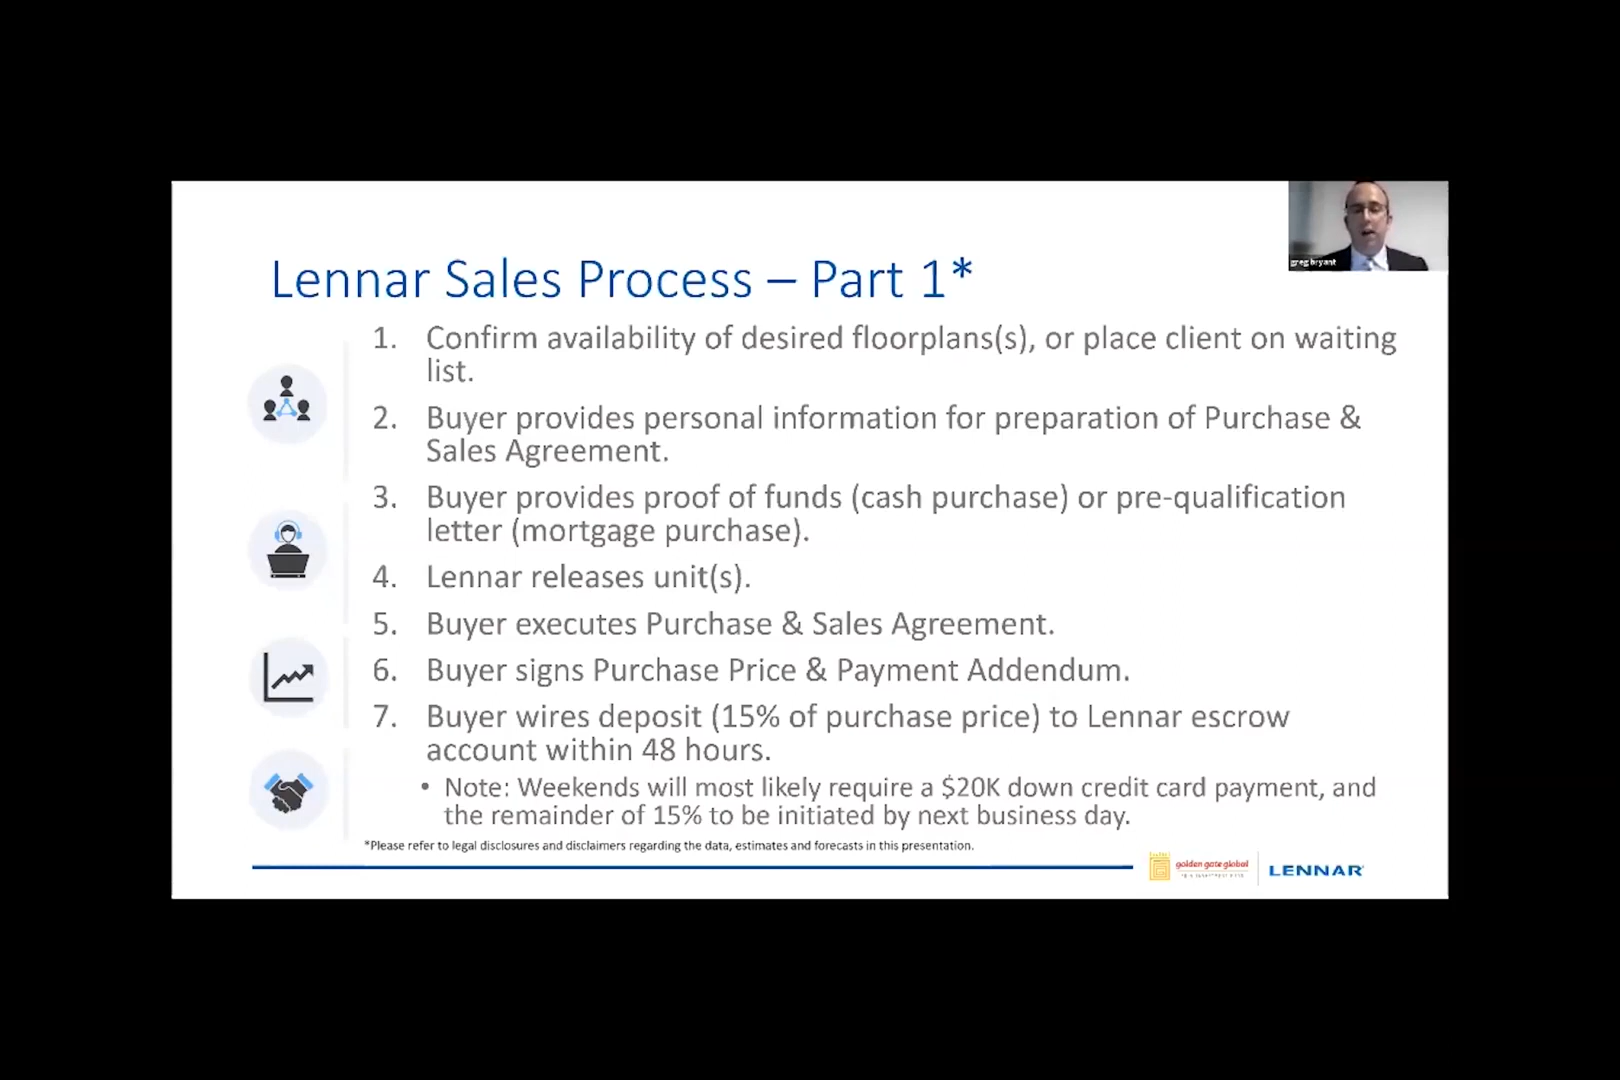 greg bryant
Lennar Sales Process – Part 1*
1. Confirm availability of desired floorplans(s), or place client on waiting
list.
2. Buyer provides personal information for preparation of Purchase &
Sales Agreement.
3. Buyer provides proof of funds (cash purchase) or pre-qualification
letter (mortgage purchase).
4. Lennar releases unit(s).
5. Buyer executes Purchase & Sales Agreement.
6. Buyer signs Purchase Price & Payment Addendum.
7. Buyer wires deposit (15% of purchase price) to Lennar escrow
account within 48 hours.
• Note: Weekends will most likely require a $20K down credit card payment, and
the remainder of 15% to be initiated by next business day.
*Please refer to legal disclosures and disclaimers regarding the data, estimates and forecasts in this presentation.
golden gate global
LENNAR